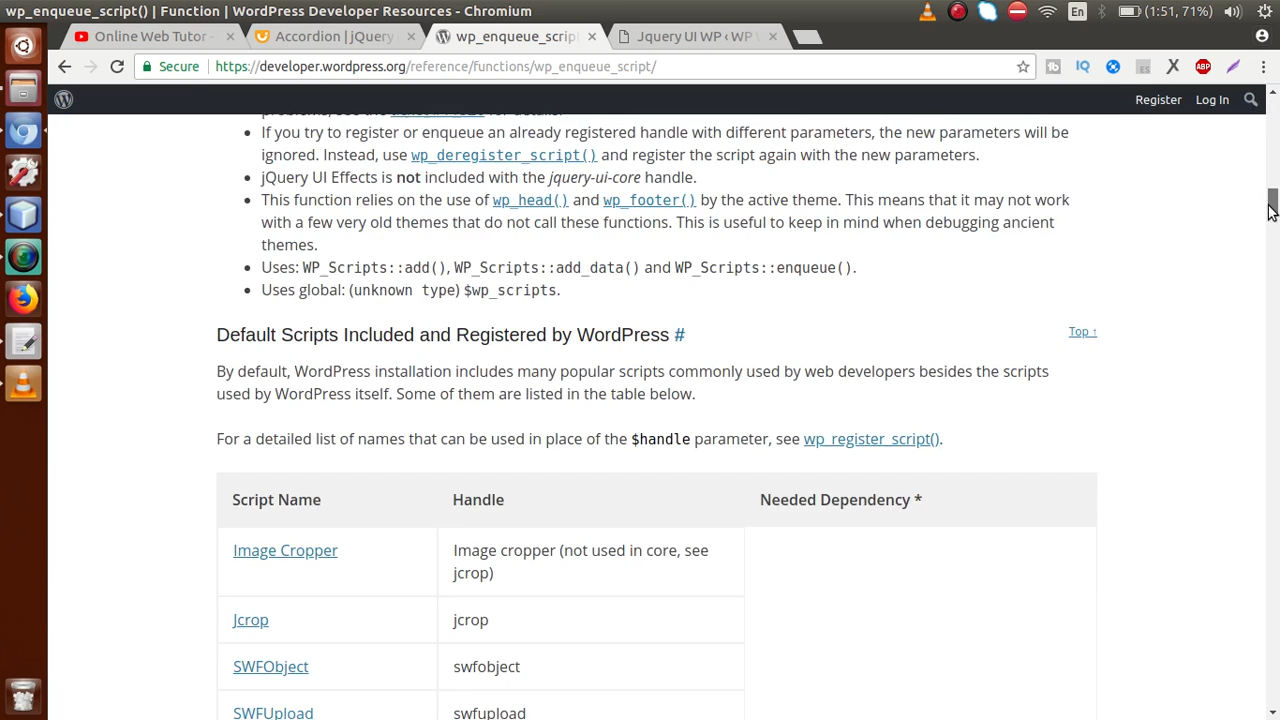 wp_enqueue_script() | Function | WordPress Developer Resources - Chromium
En
(1:51, 71%)
Online Web Tutor -
Accordion | jQuery
wp_enqueue_scrip
Jquery UI WP ‹ WP
Secure
https://developer.wordpress.org/reference/functions/wp_enqueue_script/
Register
Log In
If you try to register or enqueue an already registered handle with different parameters, the new parameters will be
ignored. Instead, use wp_deregister_script() and register the script again with the new parameters.
jQuery UI Effects is not included with the jquery-ui-core handle.
This function relies on the use of wp_head() and wp_footer() by the active theme. This means that it may not work
with a few very old themes that do not call these functions. This is useful to keep in mind when debugging ancient
themes.
Uses: WP_Scripts::add(), WP_Scripts::add_data() and WP_Scripts::enqueue().
Uses global: (unknown type) $wp_scripts.
Default Scripts Included and Registered by WordPress #
Top ↑
By default, WordPress installation includes many popular scripts commonly used by web developers besides the scripts
used by WordPress itself. Some of them are listed in the table below.
For a detailed list of names that can be used in place of the $handle parameter, see wp_register_script().
Script Name
Handle
Needed Dependency *
Image Cropper
Image cropper (not used in core, see
jcrop)
Jcrop
jcrop
SWFObject
swfobject
SWFUpload
swfupload